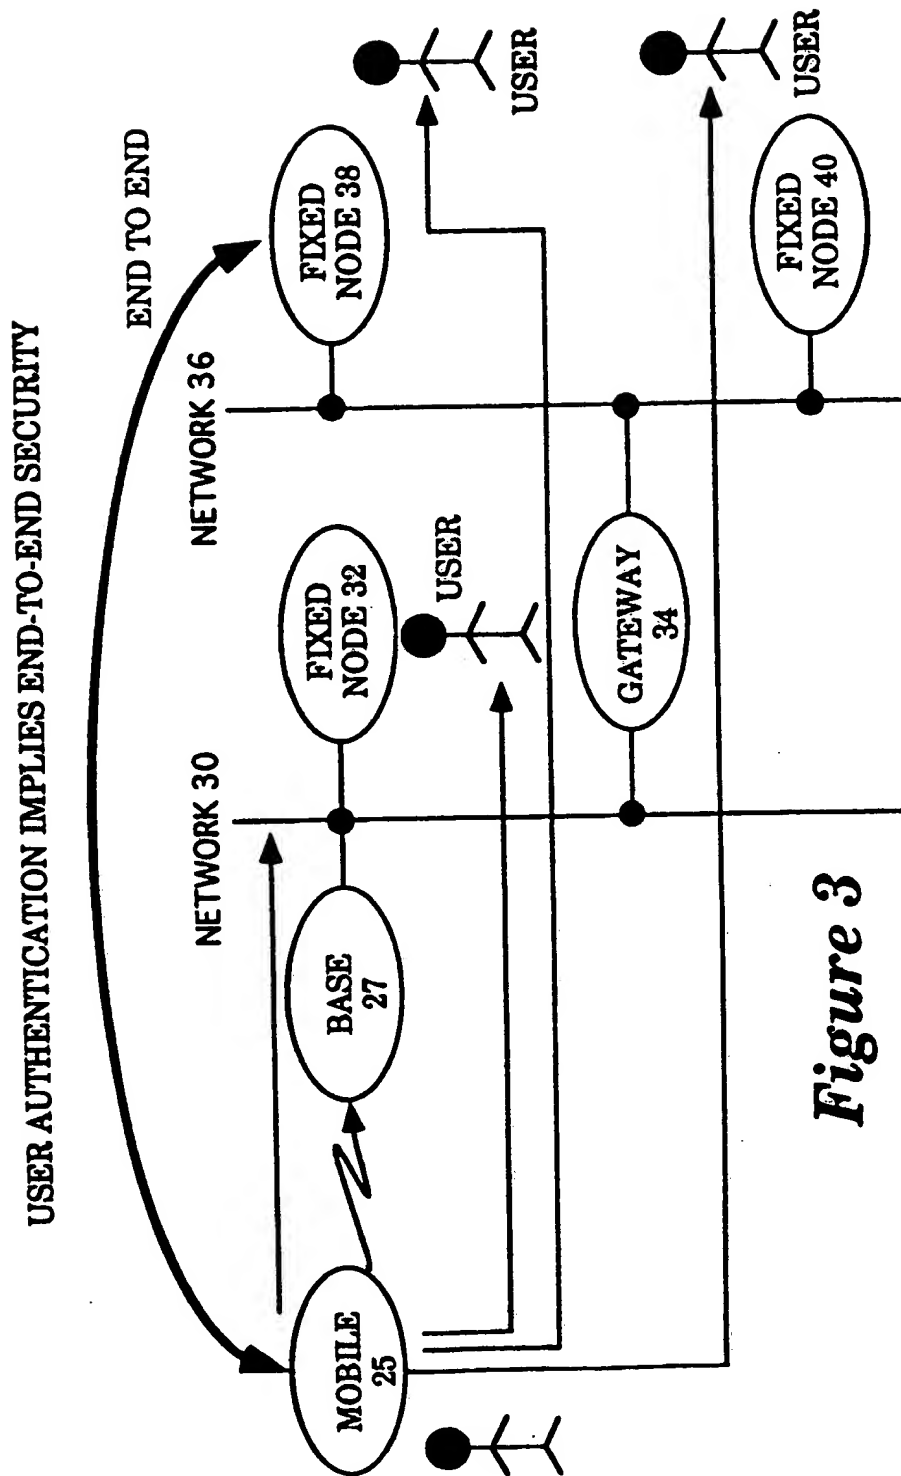 USER AUTHENTICATION IMPLIES END-TO-END SECURITY
END TO END
NETWORK 30
NETWORK 36
MOBILE
25
BASE
27
FIXED
NODE 32
USER
FIXED
NODE 38
USER
GATEWAY
34
FIXED
NODE 40
USER
Figure 3